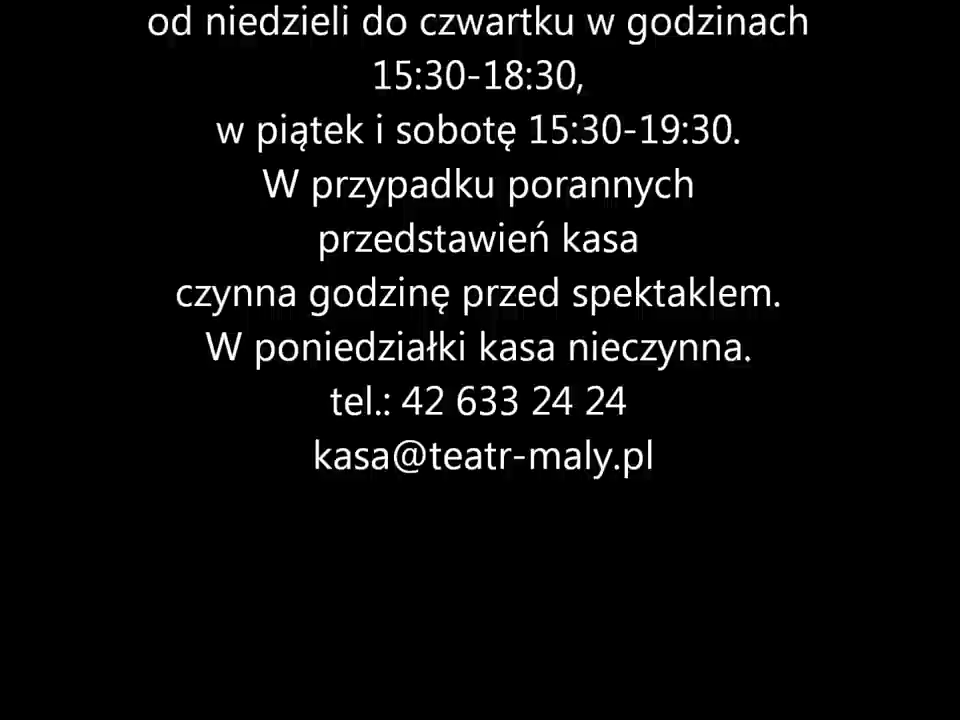 od niedzieli do czwartku w godzinach
15:30-18:30,
w piątek i sobotę 15:30-19:30.
W przypadku porannych
przedstawień kasa
czynna godzinę przed spektaklem.
W poniedziałki kasa nieczynna.
tel.: 42 633 24 24
kasa@teatr-maly.pl